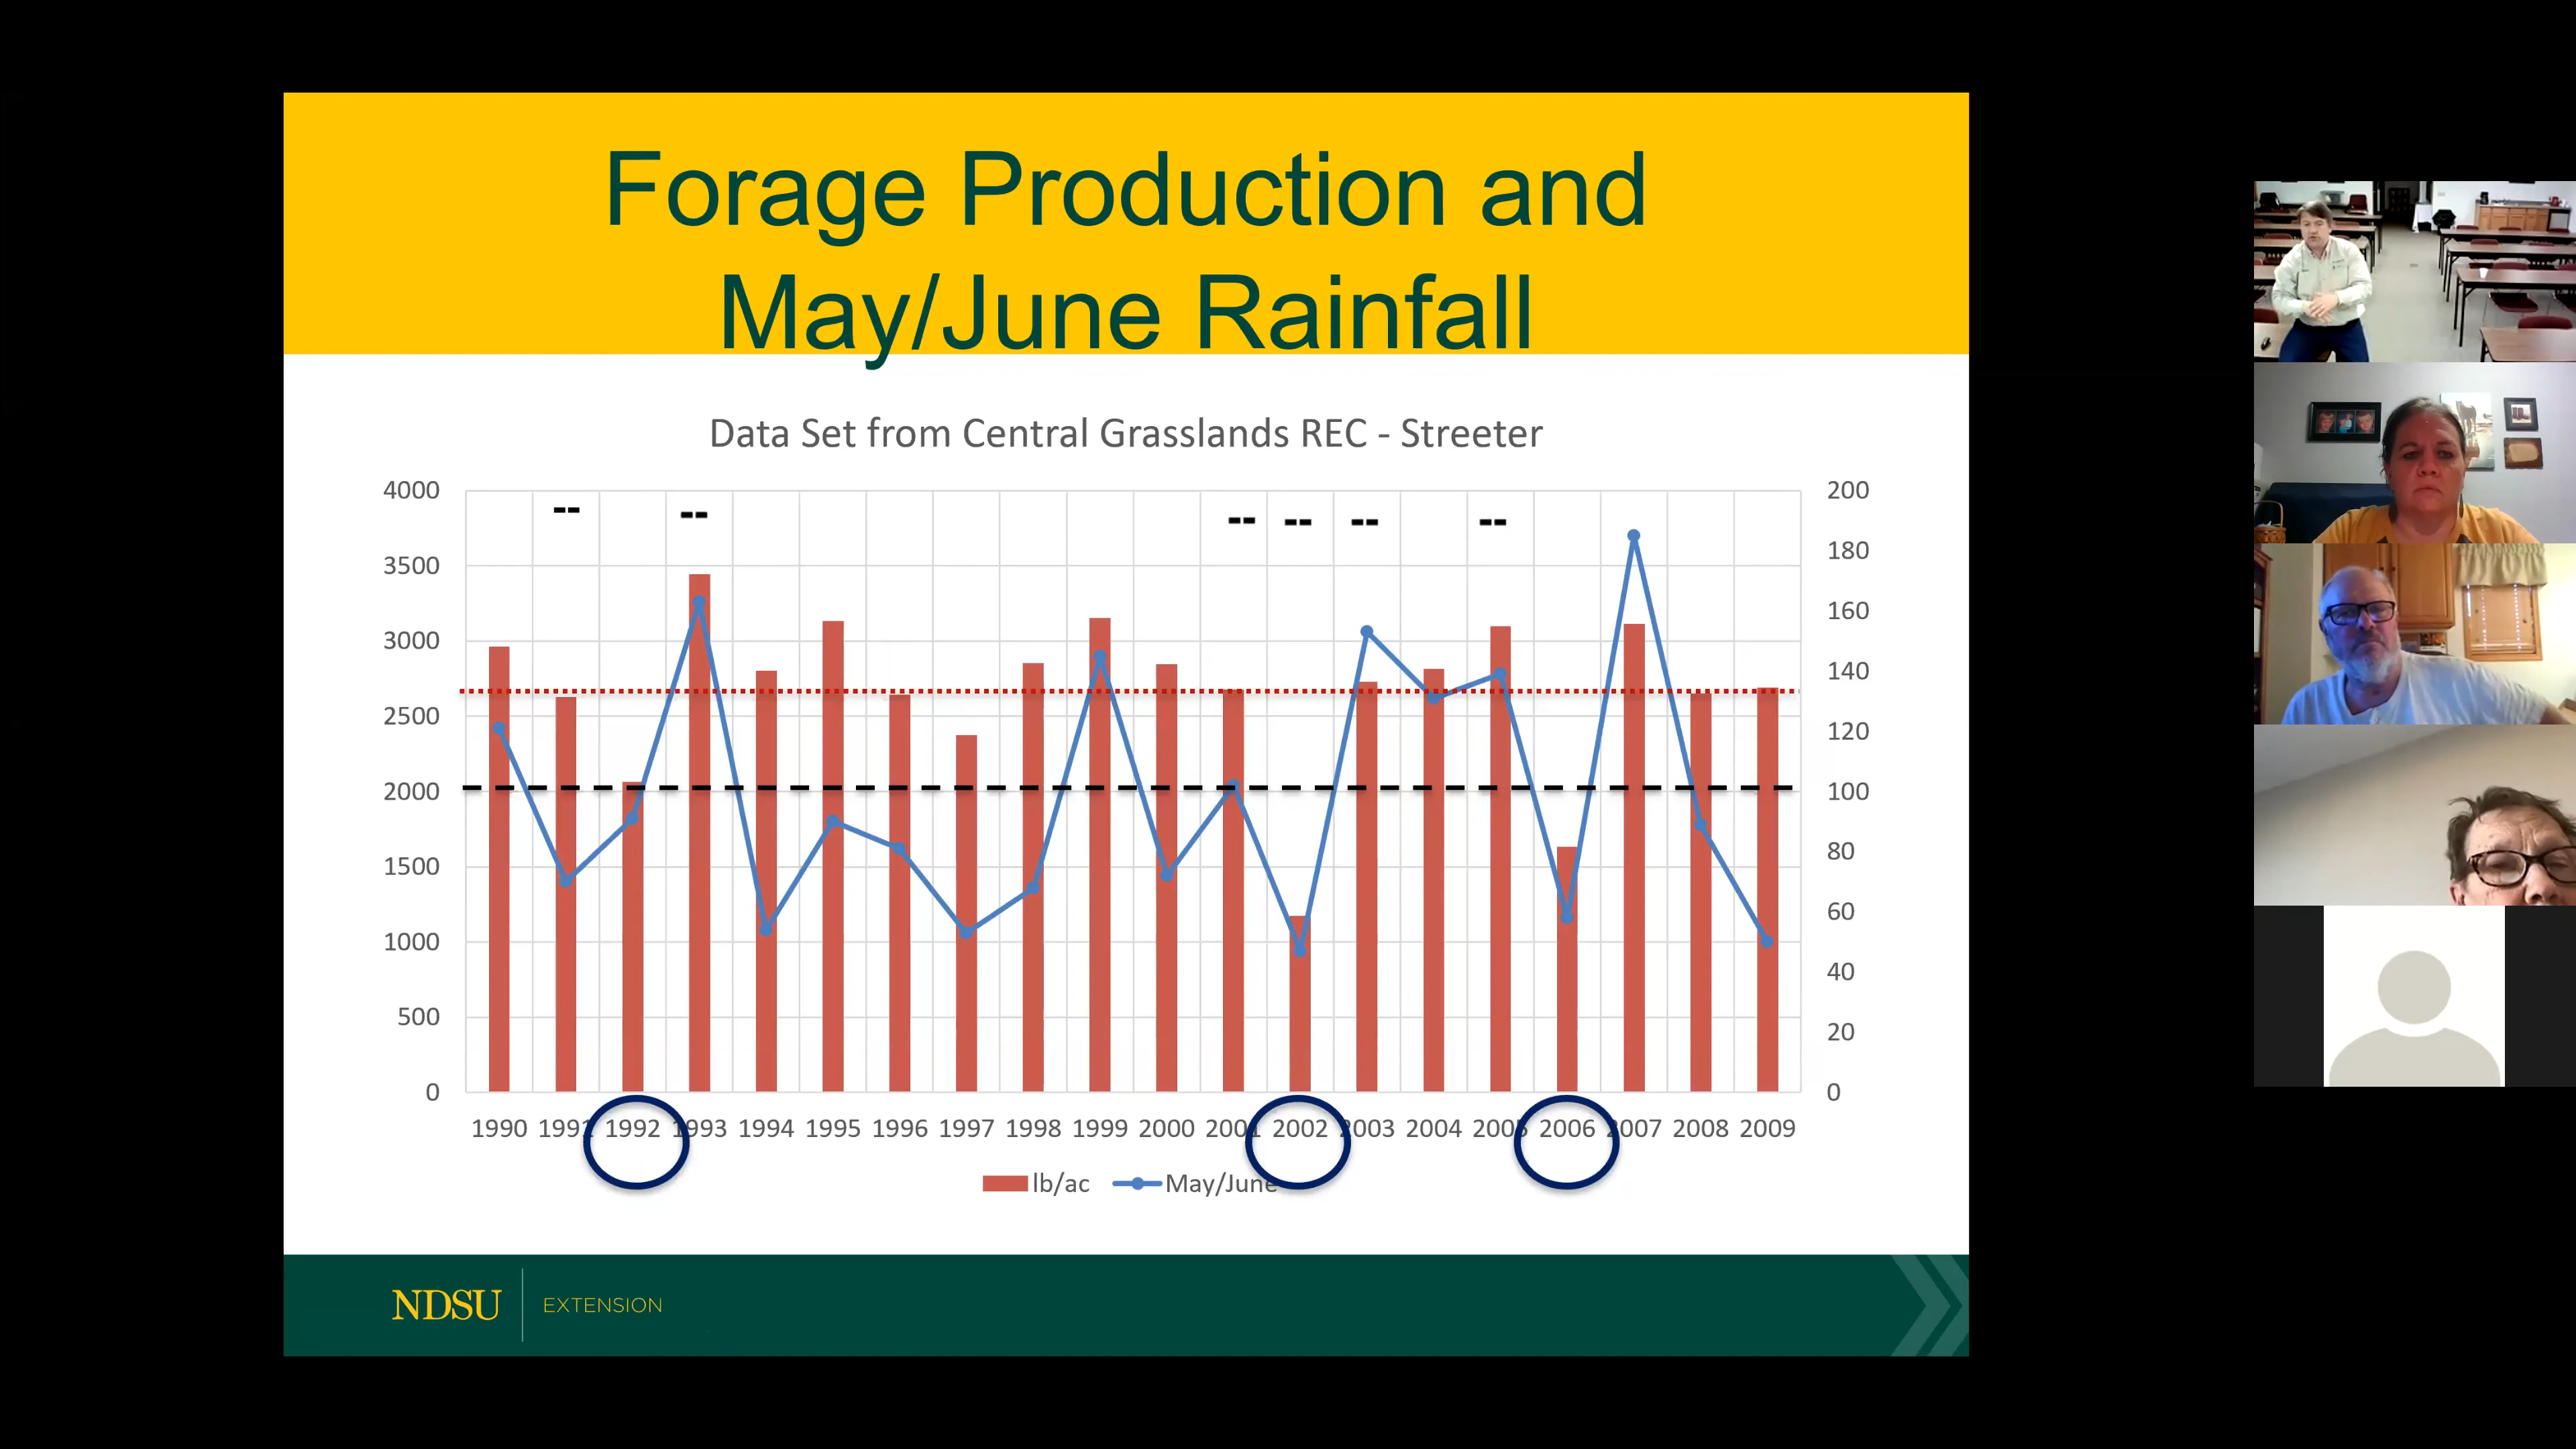 Forage Production and
May/June Rainfall
Data Set from Central Grasslands REC - Streeter
4000 200
-- -- -- -- -- --
3500 180
160
3000
140
2500
120
2000 100
1500 80
60
1000
40
500
20
0 0
1990 1991 1992 1993 1994 1995 1996 1997 1998 1999 2000 2001 2002 2003 2004 2005 2006 2007 2008 2009
lb/ac May/June
NDSU EXTENSION